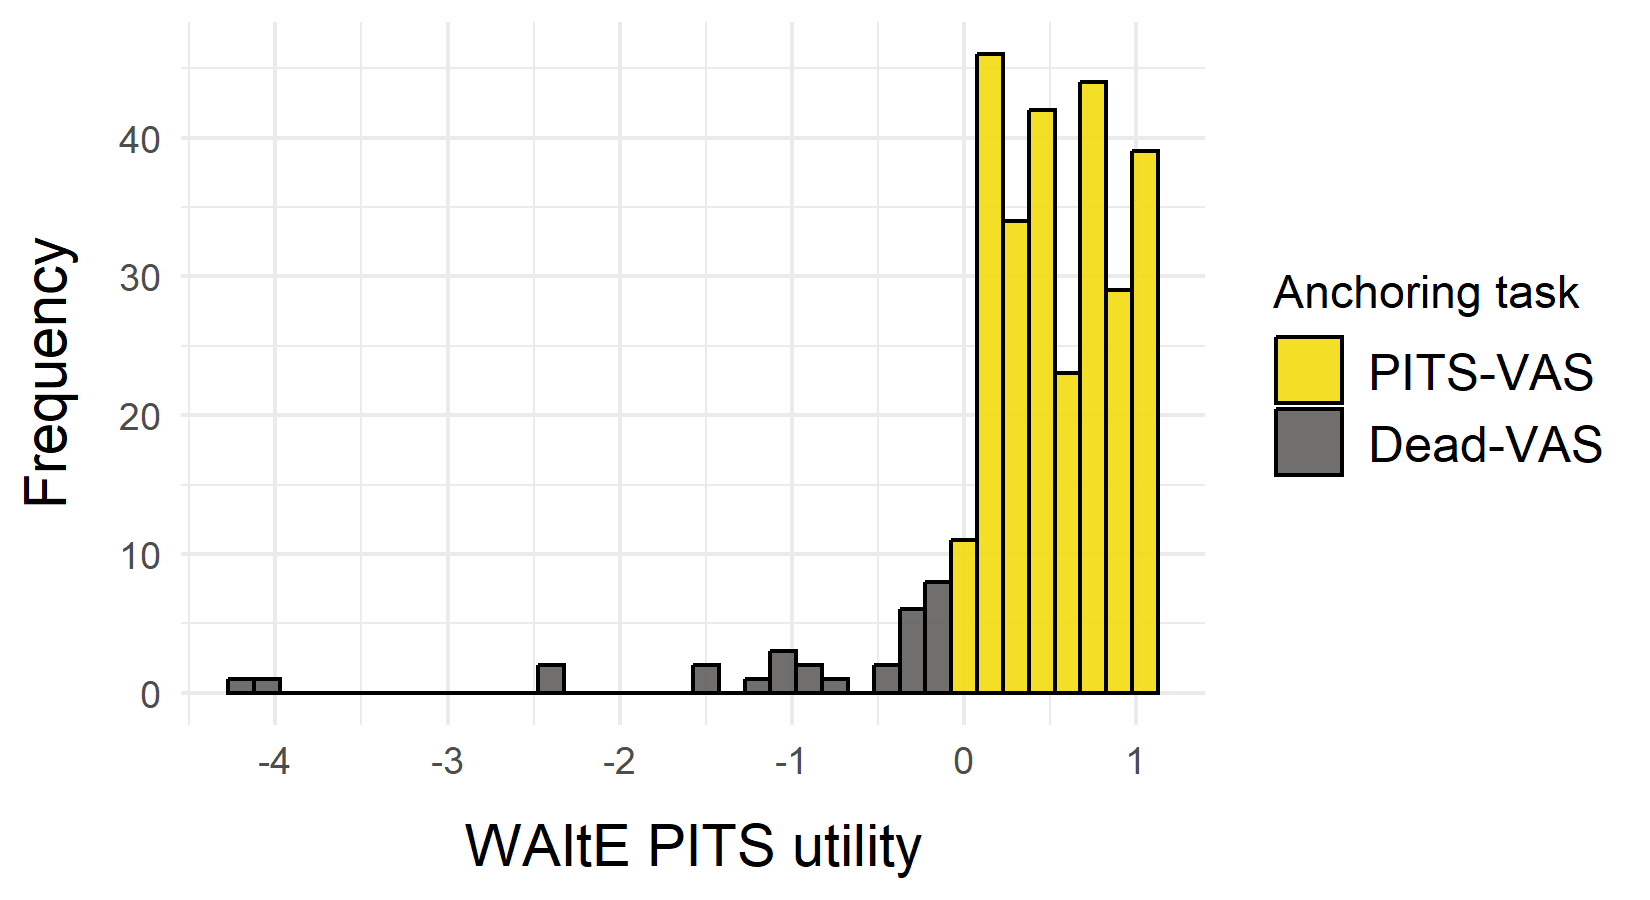 40
30
20
10
0
Frequency
-4
-3
-2
-1
0
1
WAItE PITS utility
Anchoring task
PITS-VAS
Dead-VAS